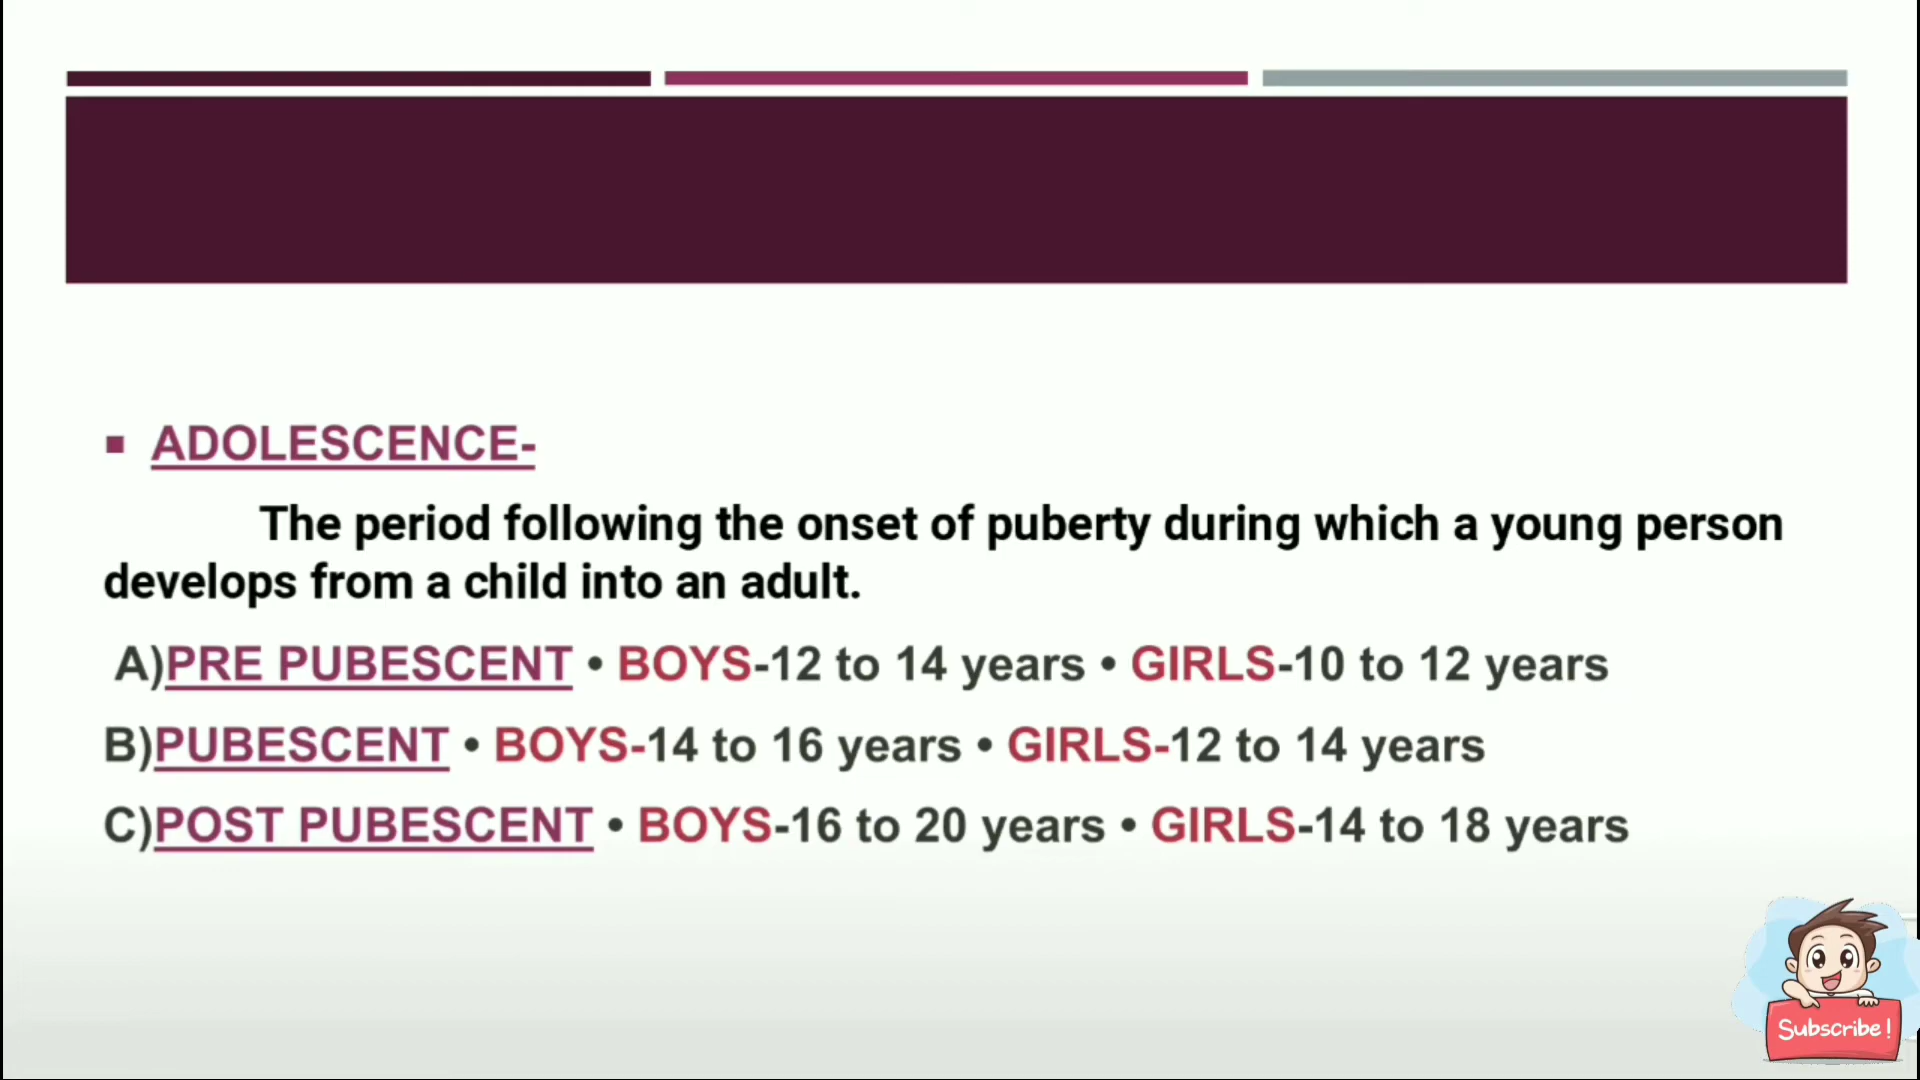 ADOLESCENCE-
The period following the onset of puberty during which a young person
develops from a child into an adult.
A)PRE PUBESCENT • BOYS-12 to 14 years • GIRLS-10 to 12 years
B)PUBESCENT • BOYS-14 to 16 years • GIRLS-12 to 14 years
C)POST PUBESCENT • BOYS-16 to 20 years • GIRLS-14 to 18 years
Subscribe!